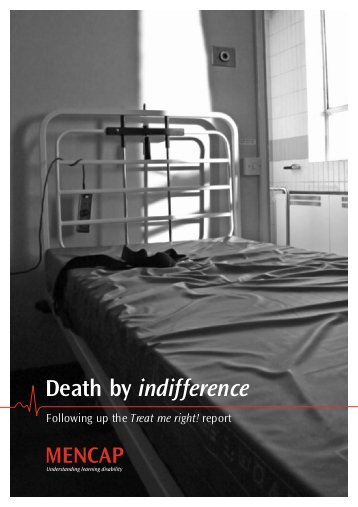 Death by indifference
Following up the Treat me right! report
MENCAP
Understanding learning disability